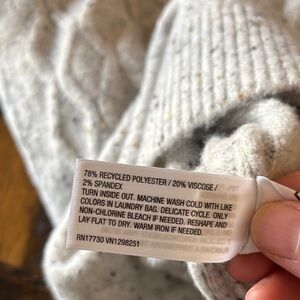 78% RECYCLED POLYESTER / 20% VISCOSE /
2% SPANDEX
TURN INSIDE OUT. MACHINE WASH COLD WITH LIKE
COLORS IN LAUNDRY BAG. DELICATE CYCLE. ONLY
NON-CHLORINE BLEACH IF NEEDED. RESHAPE AND
LAY FLAT TO DRY. WARM IRON IF NEEDED.
RN17730 VN1298251